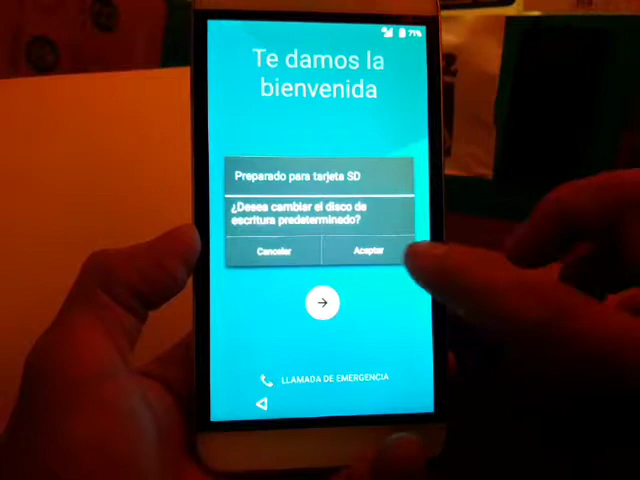 71%
Te damos la
bienvenida
Preparado para tarjeta SD
¿Desea cambiar el disco de
escritura predeterminado?
Cancelar
Aceptar
LLAMADA DE EMERGENCIA